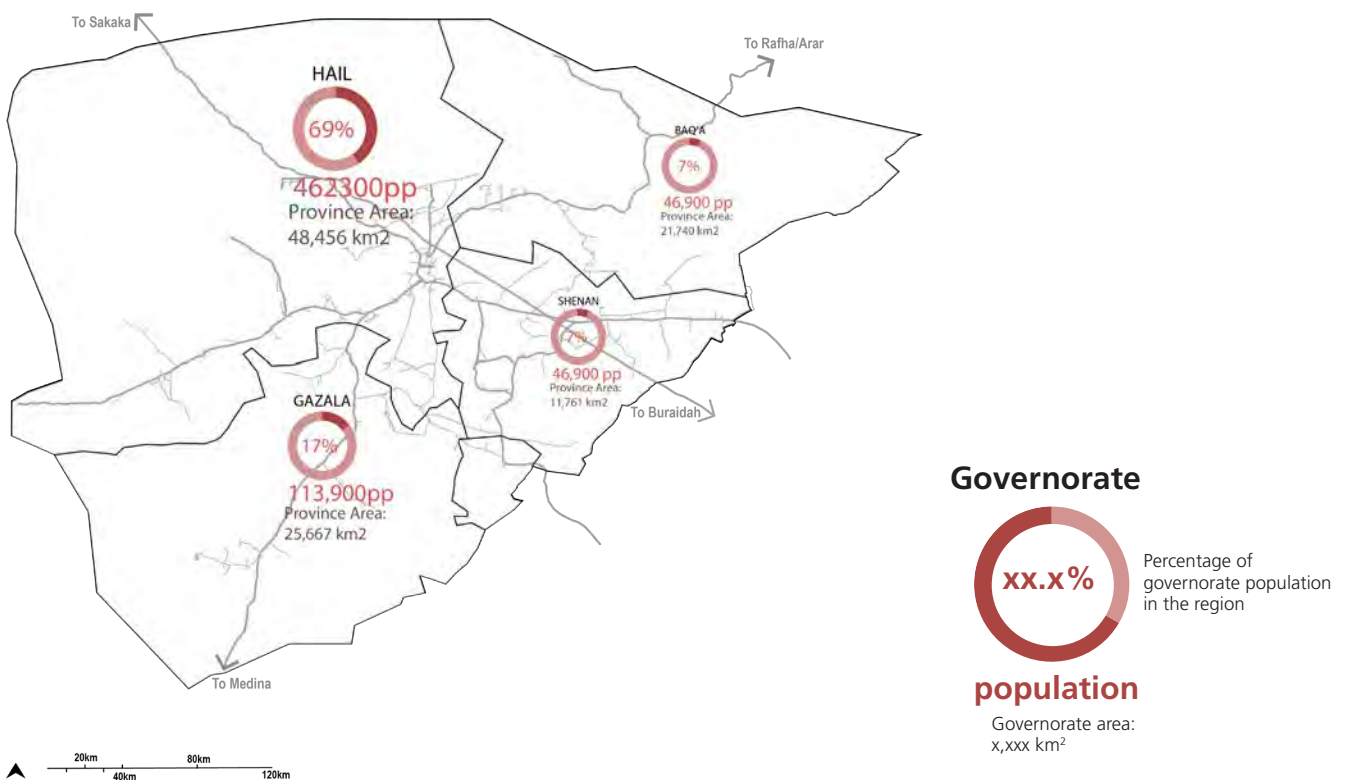 To Sakaka
To Rafha/Arar
HAIL
69%
462300pp
Province Area:
48,456 km2
BAQ'A
7%
46,900 pp
Province Area:
21,740 km2
SHENAN
7%
46,900 pp
Province Area:
11,761 km2
To Buraidah
GAZALA
17%
113,900pp
Province Area:
25,667 km2
To Medina
Governorate
xx.x%
Percentage of
governorate population
in the region
population
Governorate area:
x,xxx km²
20km
80km
40km
120km